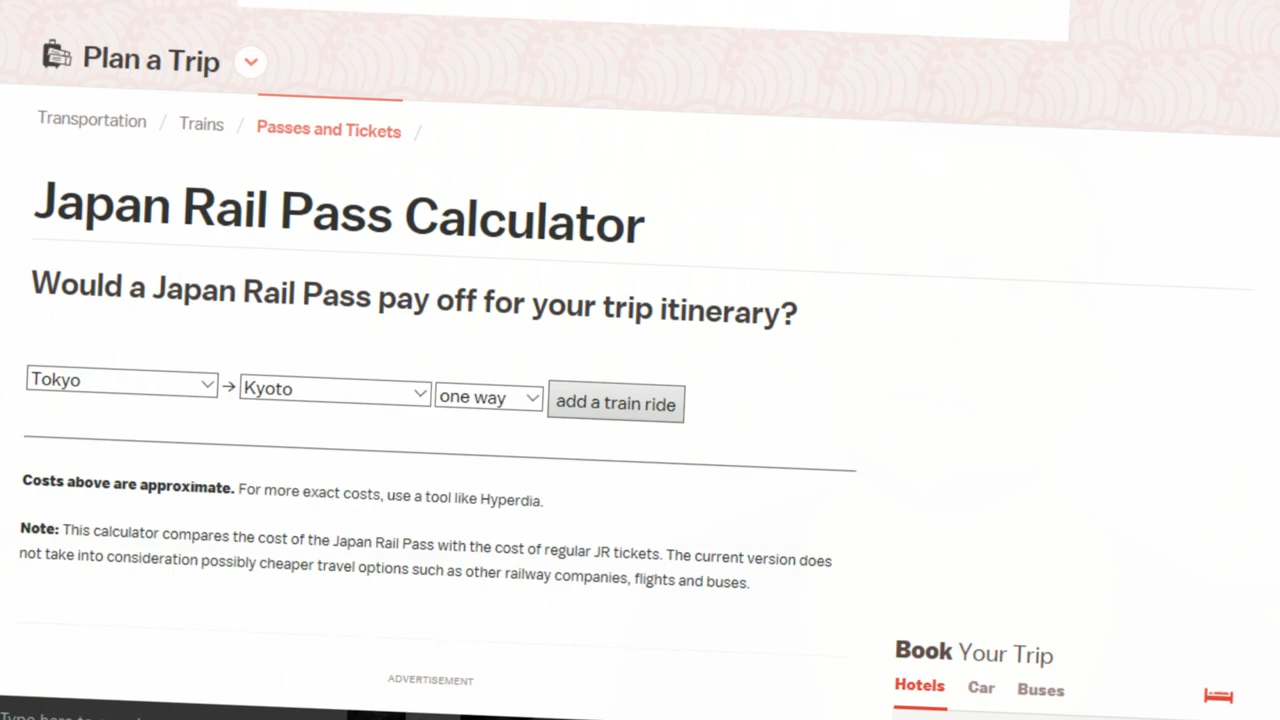 Plan a Trip
Transportation / Trains / Passes and Tickets /
Japan Rail Pass Calculator
Would a Japan Rail Pass pay off for your trip itinerary?
Tokyo → Kyoto one way add a train ride
Costs above are approximate. For more exact costs, use a tool like Hyperdia.
Note: This calculator compares the cost of the Japan Rail Pass with the cost of regular JR tickets. The current version does
not take into consideration possibly cheaper travel options such as other railway companies, flights and buses.
ADVERTISEMENT
Book Your Trip
Hotels Car Buses
Type here to